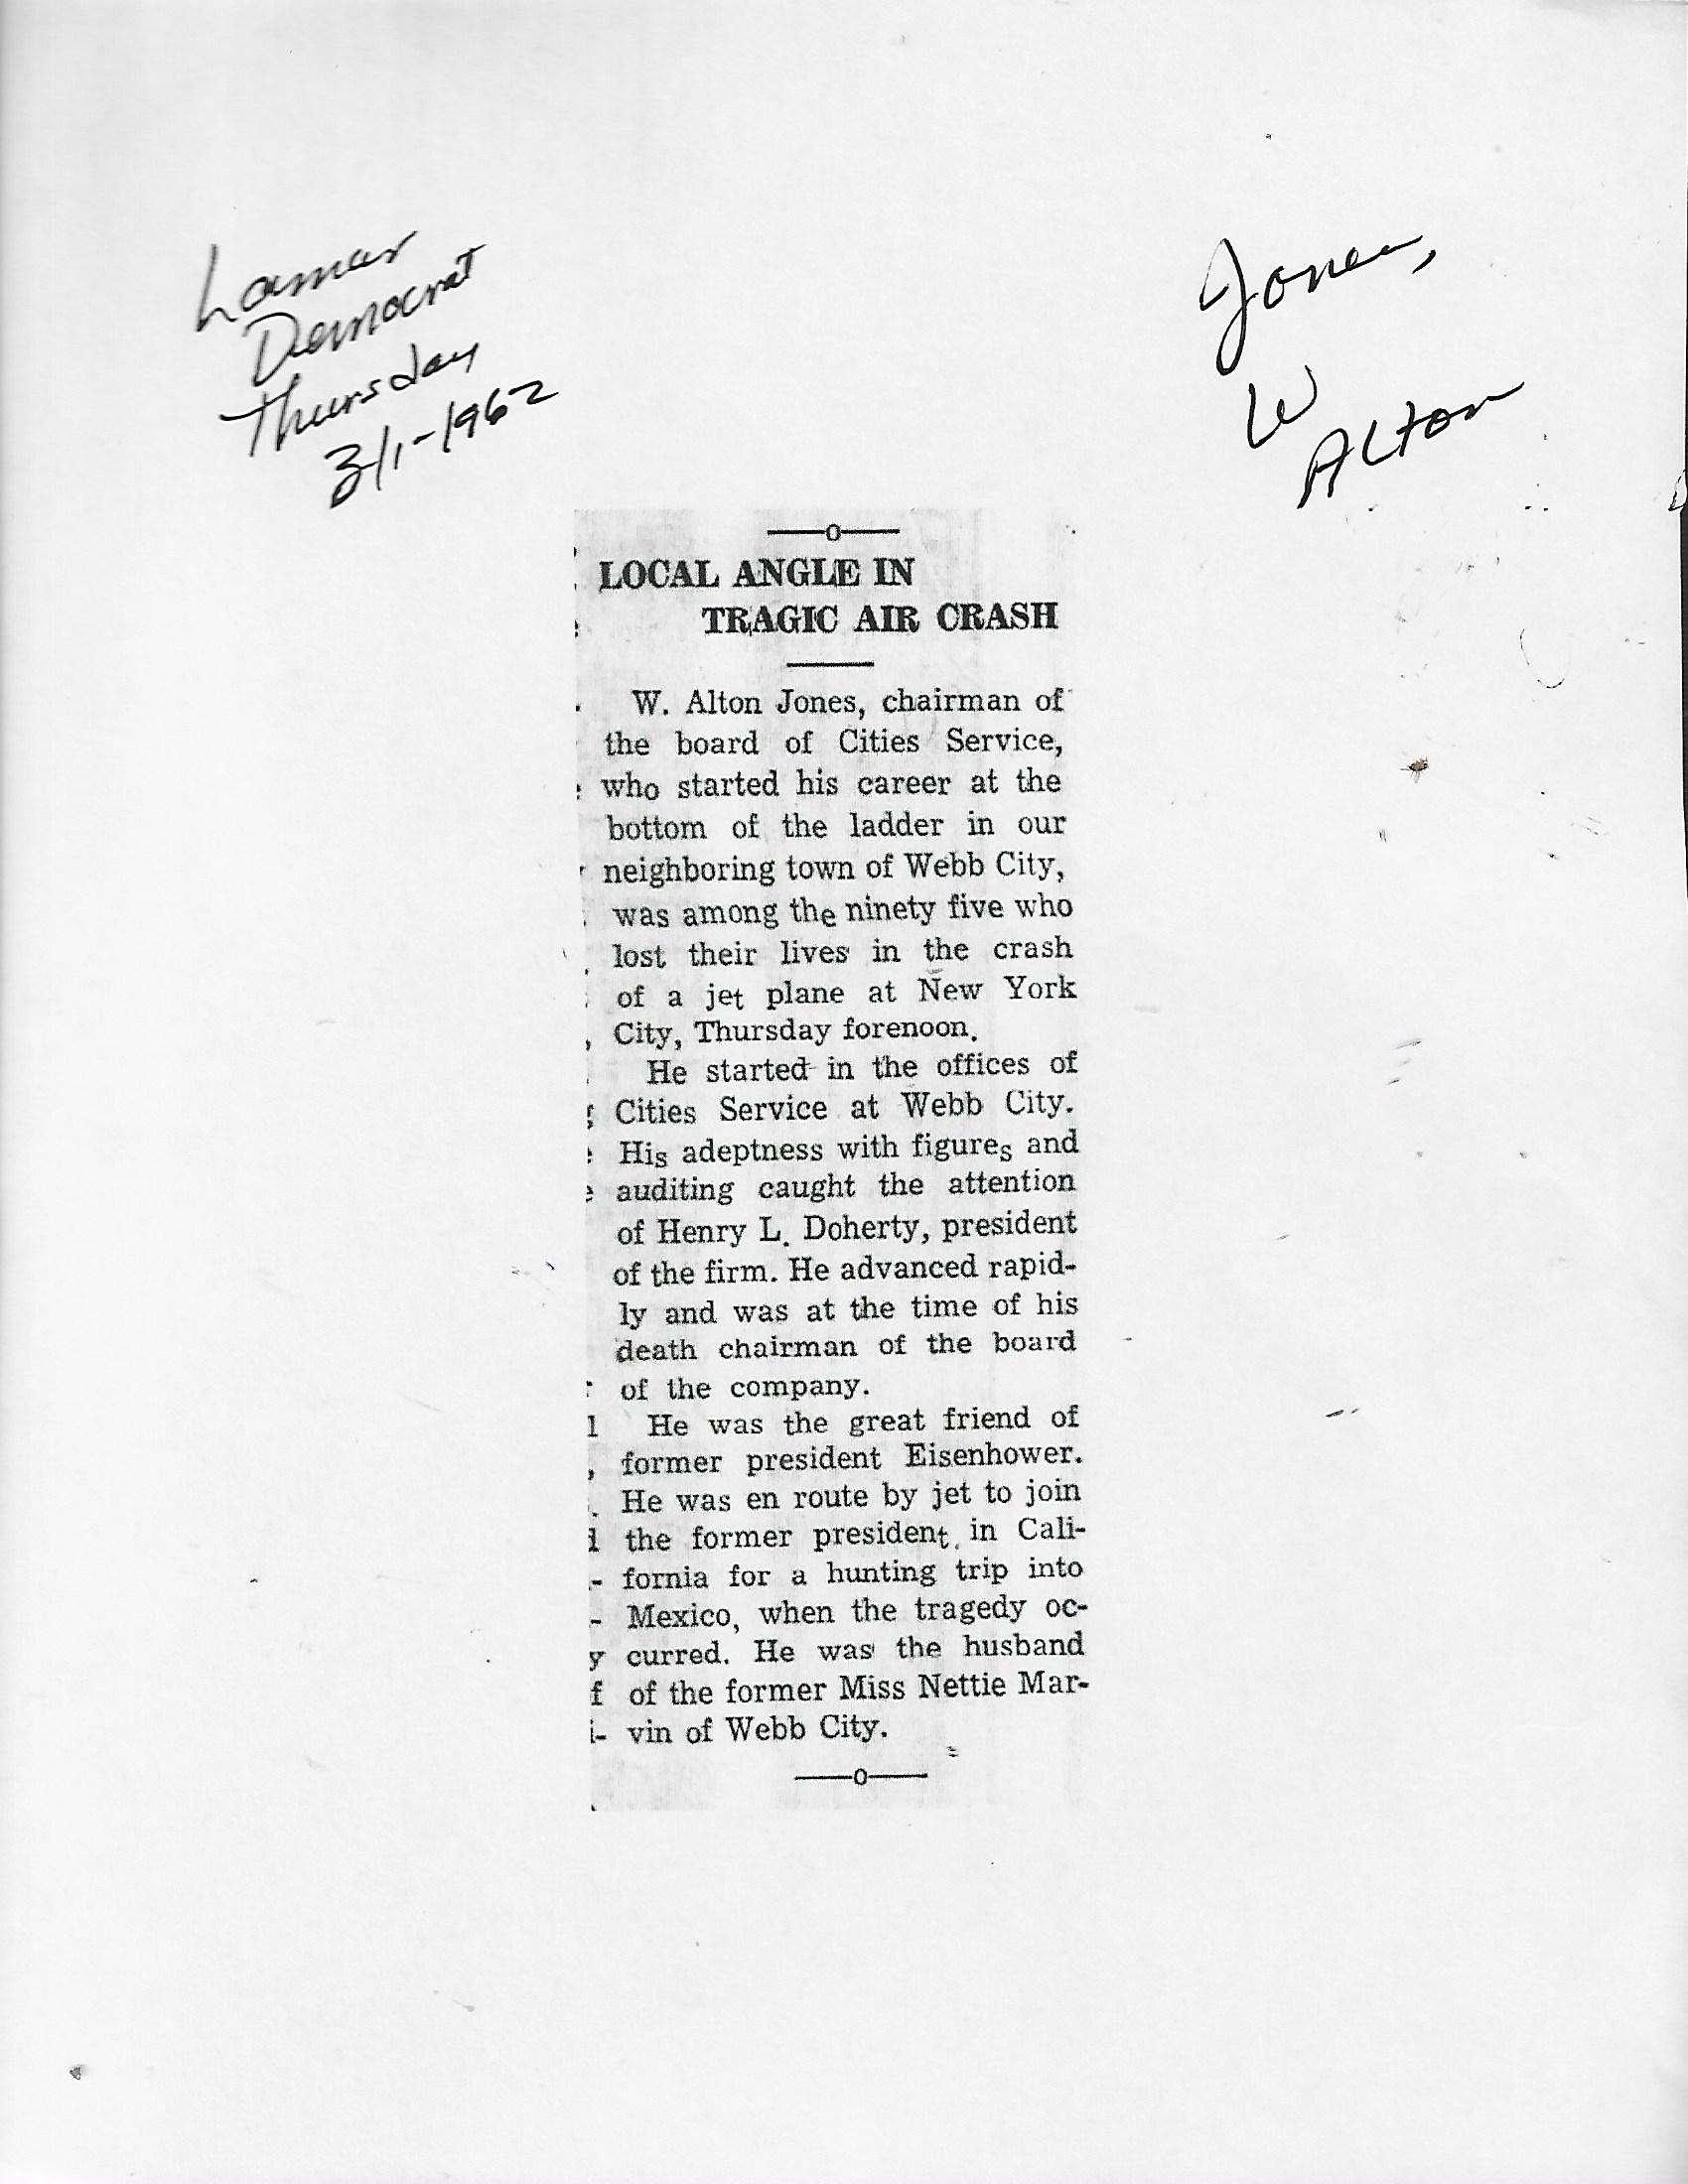 Lamar
Democrat
Thursday
3/1-1962
Jones,
W
Alton
—o—
LOCAL ANGLE IN
TRAGIC AIR CRASH
W. Alton Jones, chairman of
the board of Cities Service,
who started his career at the
bottom of the ladder in our
neighboring town of Webb City,
was among the ninety five who
lost their lives in the crash
of a jet plane at New York
City, Thursday forenoon.
He started in the offices of
Cities Service at Webb City.
His adeptness with figures and
auditing caught the attention
of Henry L. Doherty, president
of the firm. He advanced rapid-
ly and was at the time of his
death chairman of the board
of the company.
He was the great friend of
former president Eisenhower.
He was en route by jet to join
the former president in Cali-
fornia for a hunting trip into
Mexico, when the tragedy oc-
curred. He was the husband
of the former Miss Nettie Mar-
vin of Webb City.
—o—